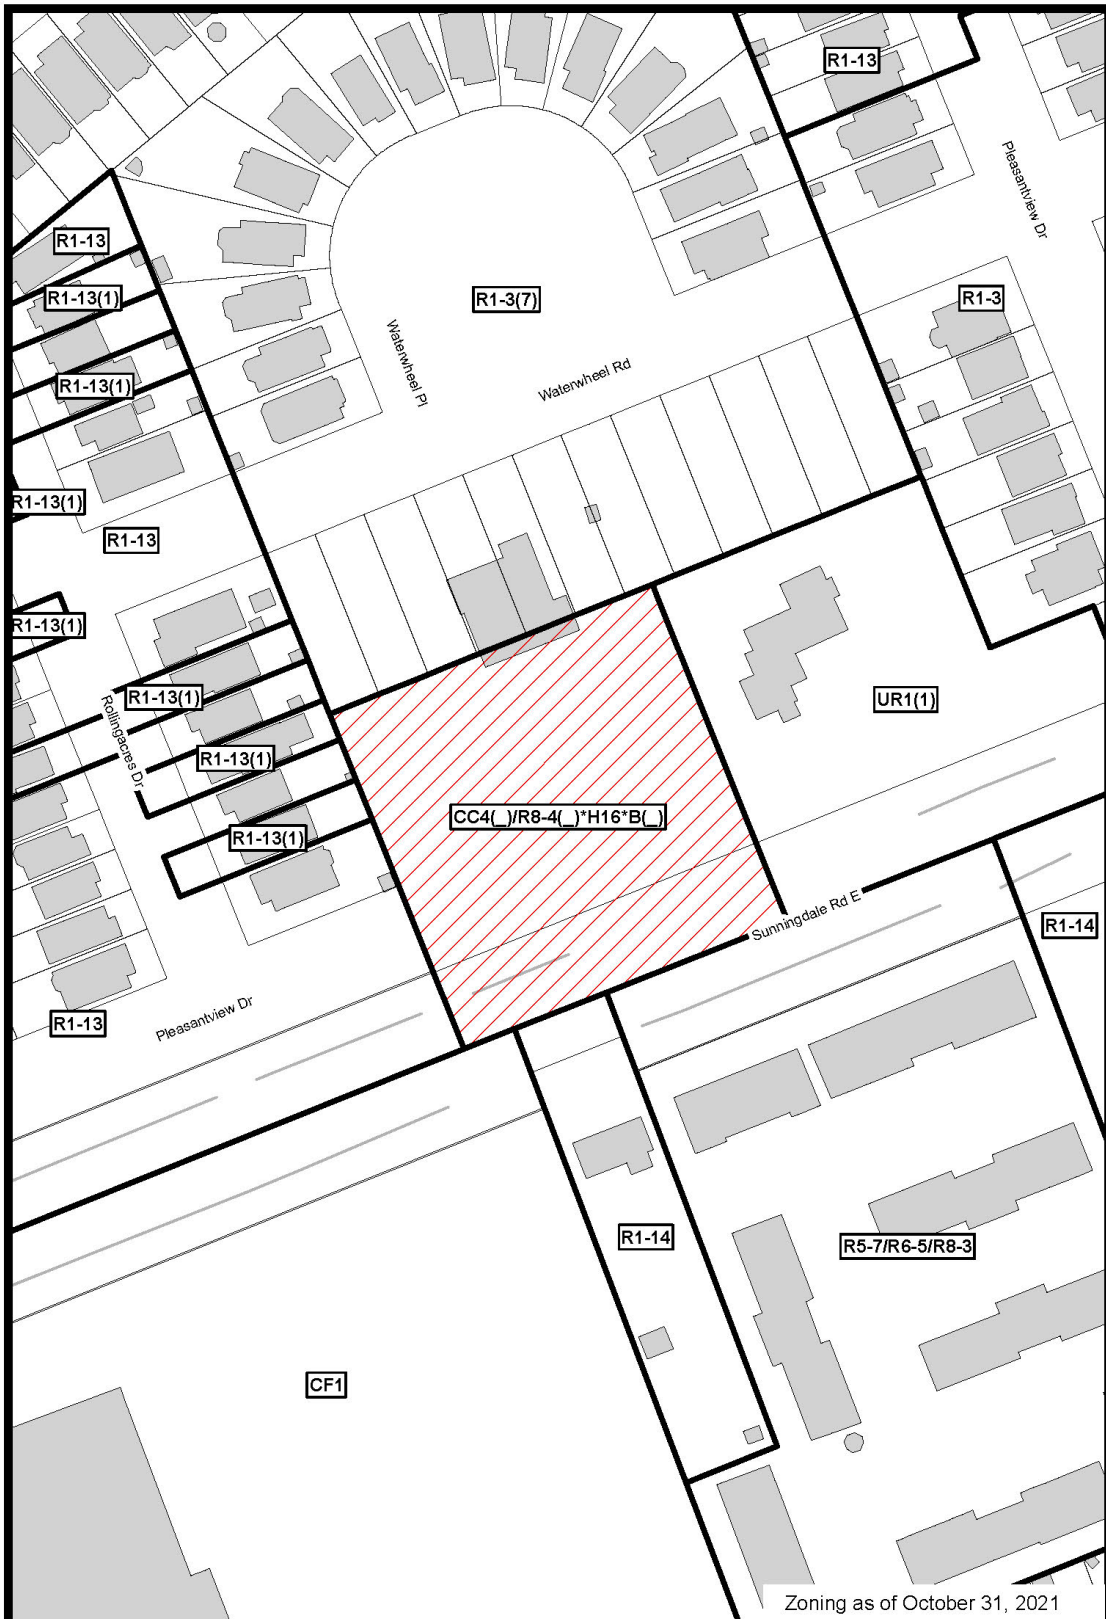 R1-13
Pleasantview Dr
R1-13
R1-13(1)
R1-3(7)
R1-3
Waterwheel Pl
Waterwheel Rd
R1-13(1)
R1-13(1)
R1-13
R1-13(1)
Rollingacres Dr
R1-13(1)
UR1(1)
R1-13(1)
CC4(_)/R8-4(_)*H16*B(_)
R1-13(1)
Sunningdale Rd E
R1-14
R1-13
Pleasantview Dr
R1-14
R5-7/R6-5/R8-3
CF1
Zoning as of October 31, 2021